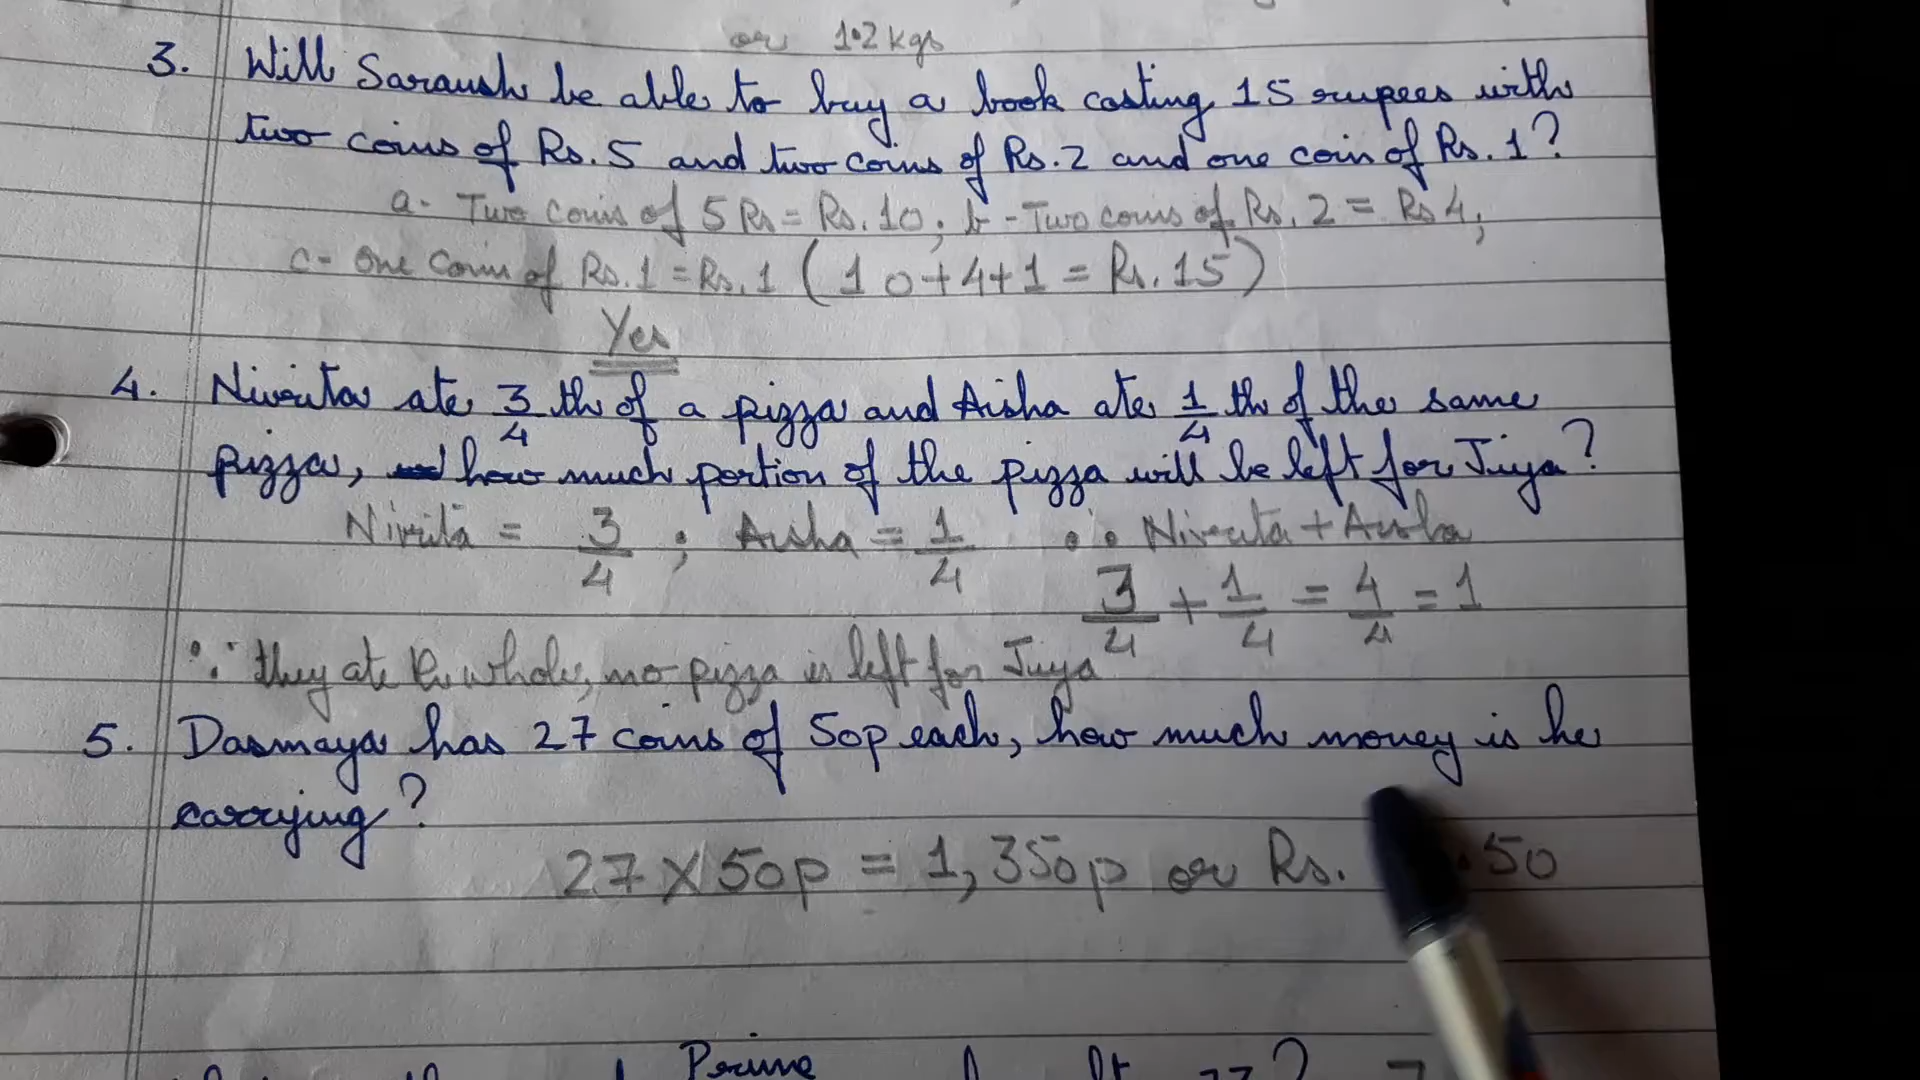 or 1.2 kgs
3. Will Saraush be able to buy a book costing 15 rupees with
two coins of Rs. 5 and two coins of Rs. 2 and one coin of Rs. 1?
a- Two coins of 5 Rs = Rs. 10; b - Two coins of Rs. 2 = Rs 4;
c- One coin of Rs. 1 = Rs. 1 (10+4+1 = Rs. 15)
Yes
4. Nivrita ate 3/4 th of a pizza and Aisha ate 1/4 th of the same
pizza, how much portion of the pizza will be left for Jiya?
Nivrita = 3/4 ; Aisha = 1/4 ∴ Nivrita + Aisha
3/4 + 1/4 = 4/4 = 1
∵ they ate the whole, no pizza is left for Jiya
5. Dasmaya has 27 coins of 50p each, how much money is he
carrying?
27 X 50p = 1,350p or Rs. .50
Prime